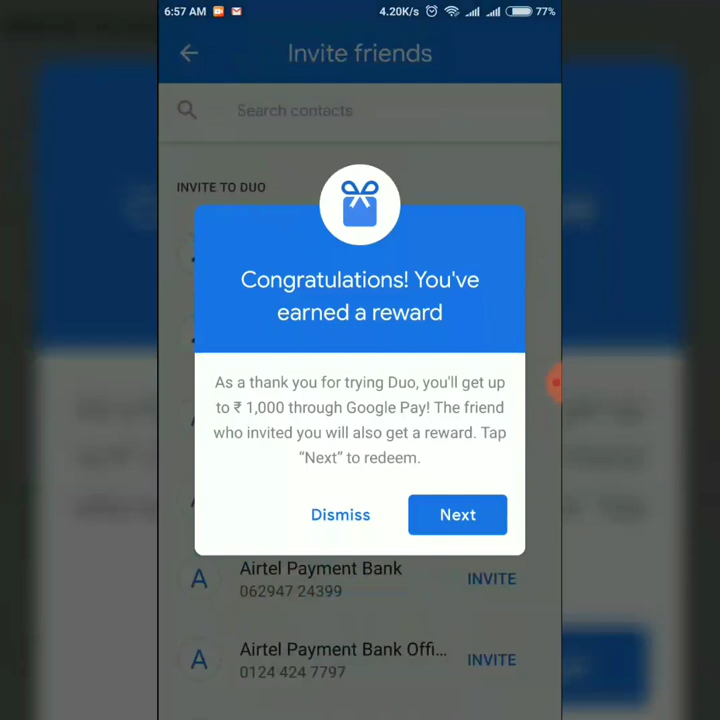 6:57 AM 4.20K/s 77%
Invite friends
Search contacts
INVITE TO DUO
Congratulations! You've
earned a reward
As a thank you for trying Duo, you'll get up
to ₹ 1,000 through Google Pay! The friend
who invited you will also get a reward. Tap
“Next” to redeem.
Dismiss Next
A Airtel Payment Bank INVITE
062947 24399
A Airtel Payment Bank Offi... INVITE
0124 424 7797